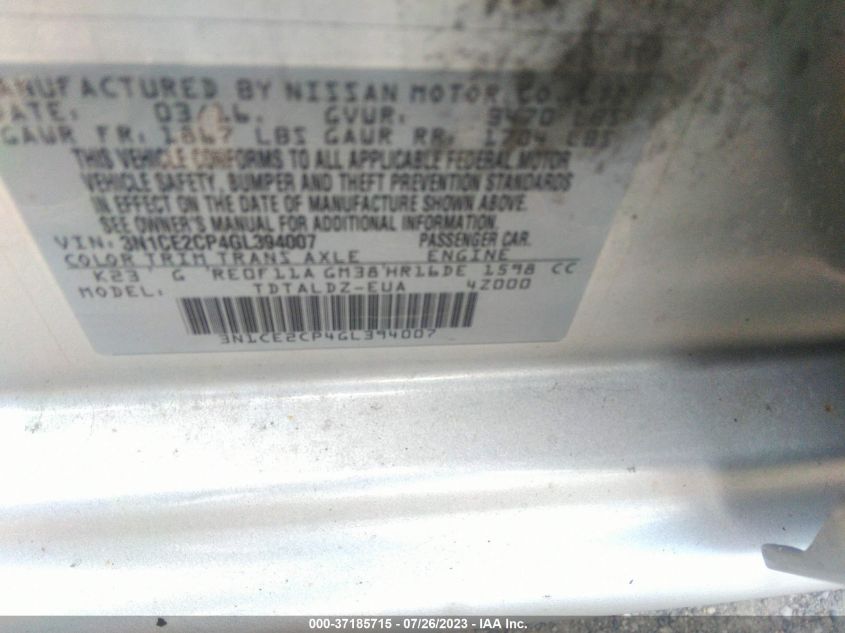 ANUFACTURED BY NISSAN MOTOR CO., LTD
DATE: 03/16. GVWR: 3470 LBS
GAWR FR: 1867 LBS GAWR RR: 1704 LBS
THIS VEHICLE CONFORMS TO ALL APPLICABLE FEDERAL MOTOR
VEHICLE SAFETY, BUMPER AND THEFT PREVENTION STANDARDS
IN EFFECT ON THE DATE OF MANUFACTURE SHOWN ABOVE.
SEE OWNER'S MANUAL FOR ADDITIONAL INFORMATION.
VIN: 3N1CE2CP4GL394007 PASSENGER CAR.
COLOR TRIM TRANS AXLE ENGINE
K23 G RE0F11A GM38 HR16DE 1598 CC
MODEL: TDTALDZ-EUA 4Z000
3N1CE2CP4GL394007
000-37185715 - 07/26/2023 - IAA Inc.